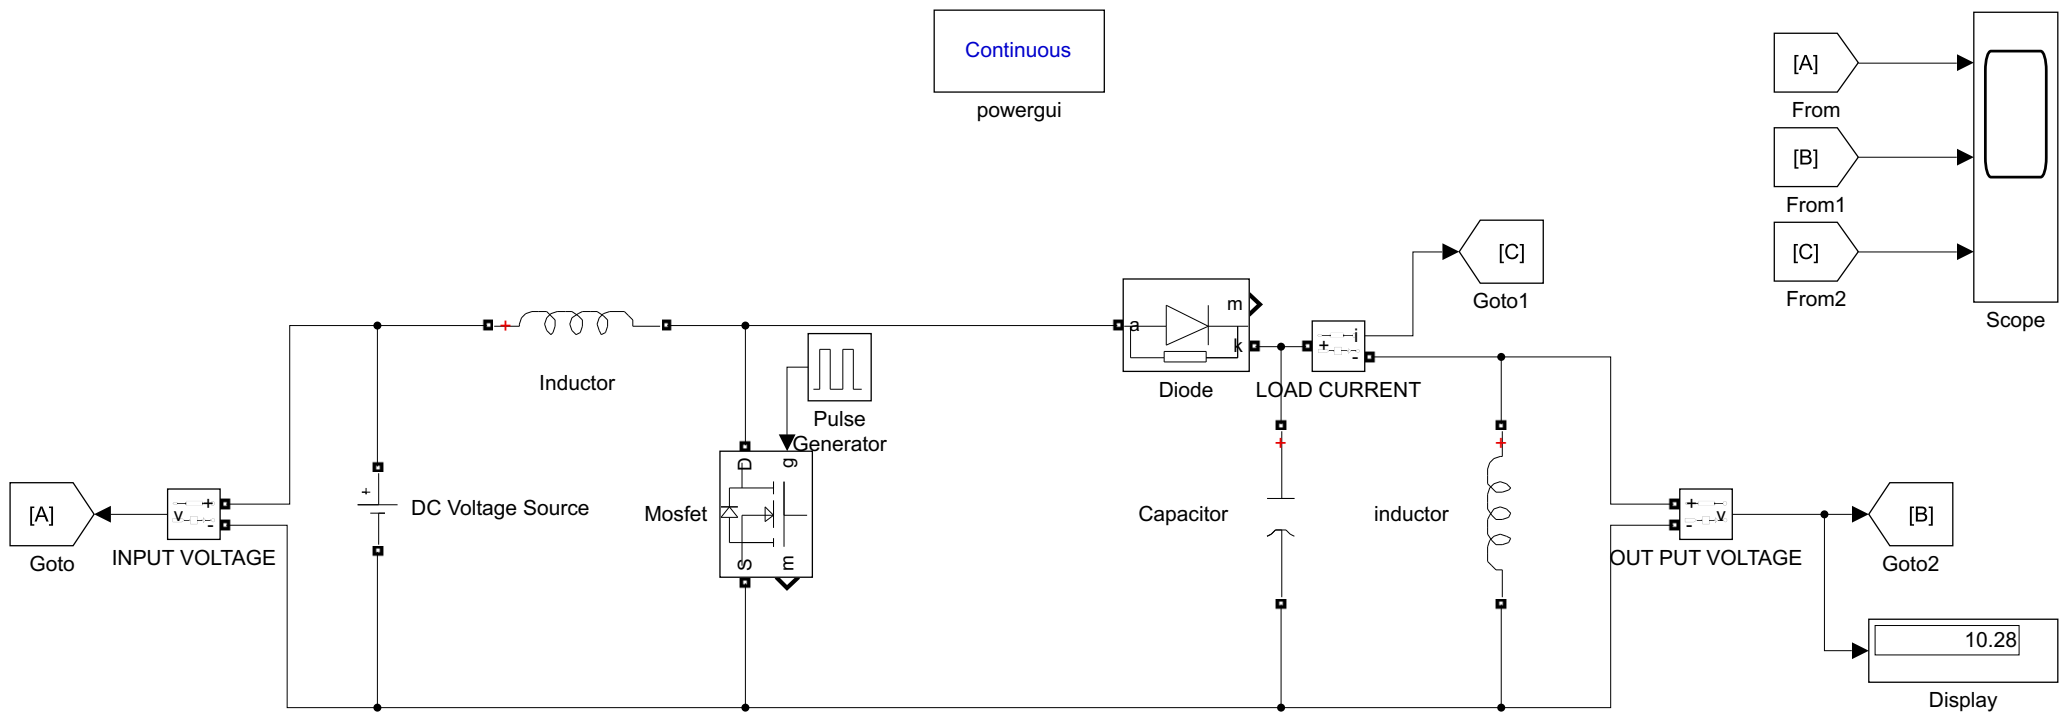 Continuous
powergui
[A]
From
[B]
From1
[C]
From2
Scope
[C]
Goto1
+
Inductor
Pulse
Generator
a
m
k
Diode
+
i
-
LOAD CURRENT
[A]
Goto
v
+
-
INPUT VOLTAGE
+
DC Voltage Source
Mosfet
D
g
S
m
+
Capacitor
+
inductor
+
v
-
OUT PUT VOLTAGE
[B]
Goto2
10.28
Display